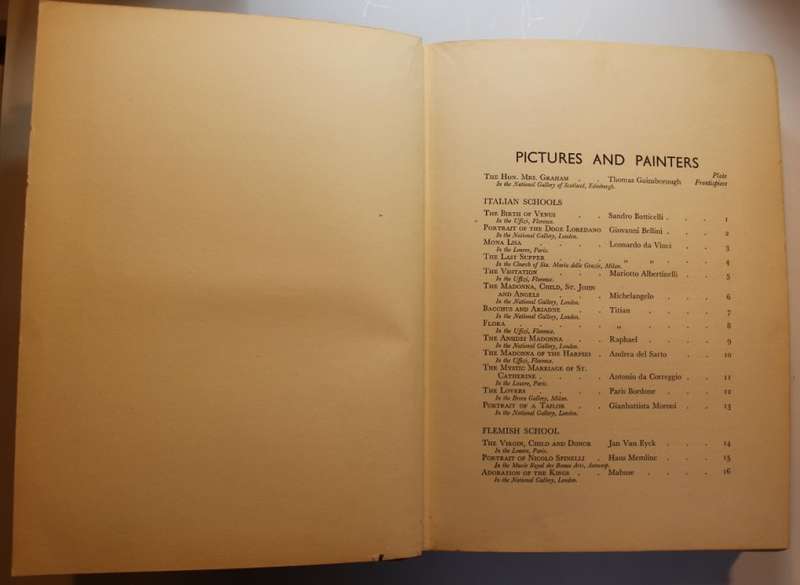 PICTURES AND PAINTERS
Plate
THE HON. MRS. GRAHAM . . Thomas Gainsborough Frontispiece
In the National Gallery of Scotland, Edinburgh.
ITALIAN SCHOOLS
THE BIRTH OF VENUS . . Sandro Botticelli . . . 1
In the Uffizi, Florence.
PORTRAIT OF THE DOGE LOREDANO Giovanni Bellini . . . 2
In the National Gallery, London.
MONA LISA . . . . Leonardo da Vinci . . 3
In the Louvre, Paris.
THE LAST SUPPER . . . „ „ . . 4
In the Church of Sta. Maria delle Grazie, Milan.
THE VISITATION . . . Mariotto Albertinelli . . 5
In the Uffizi, Florence.
THE MADONNA, CHILD, ST. JOHN
AND ANGELS . . . Michelangelo . . . 6
In the National Gallery, London.
BACCHUS AND ARIADNE . . Titian . . . . 7
In the National Gallery, London.
FLORA . . . . . „ . . . . 8
In the Uffizi, Florence.
THE ANSIDEI MADONNA . . Raphael . . . . 9
In the National Gallery, London.
THE MADONNA OF THE HARPIES . Andrea del Sarto . . 10
In the Uffizi, Florence.
THE MYSTIC MARRIAGE OF ST.
CATHERINE . . . . Antonio da Correggio . . 11
In the Louvre, Paris.
THE LOVERS . . . . Paris Bordone . . . 12
In the Brera Gallery, Milan.
PORTRAIT OF A TAILOR . . Gianbattista Moroni . . 13
In the National Gallery, London.
FLEMISH SCHOOL
THE VIRGIN, CHILD AND DONOR Jan Van Eyck . . . 14
In the Louvre, Paris.
PORTRAIT OF NICOLO SPINELLI . Hans Memlinc . . . 15
In the Musée Royal des Beaux Arts, Antwerp.
ADORATION OF THE KINGS . . Mabuse . . . . 16
In the National Gallery, London.